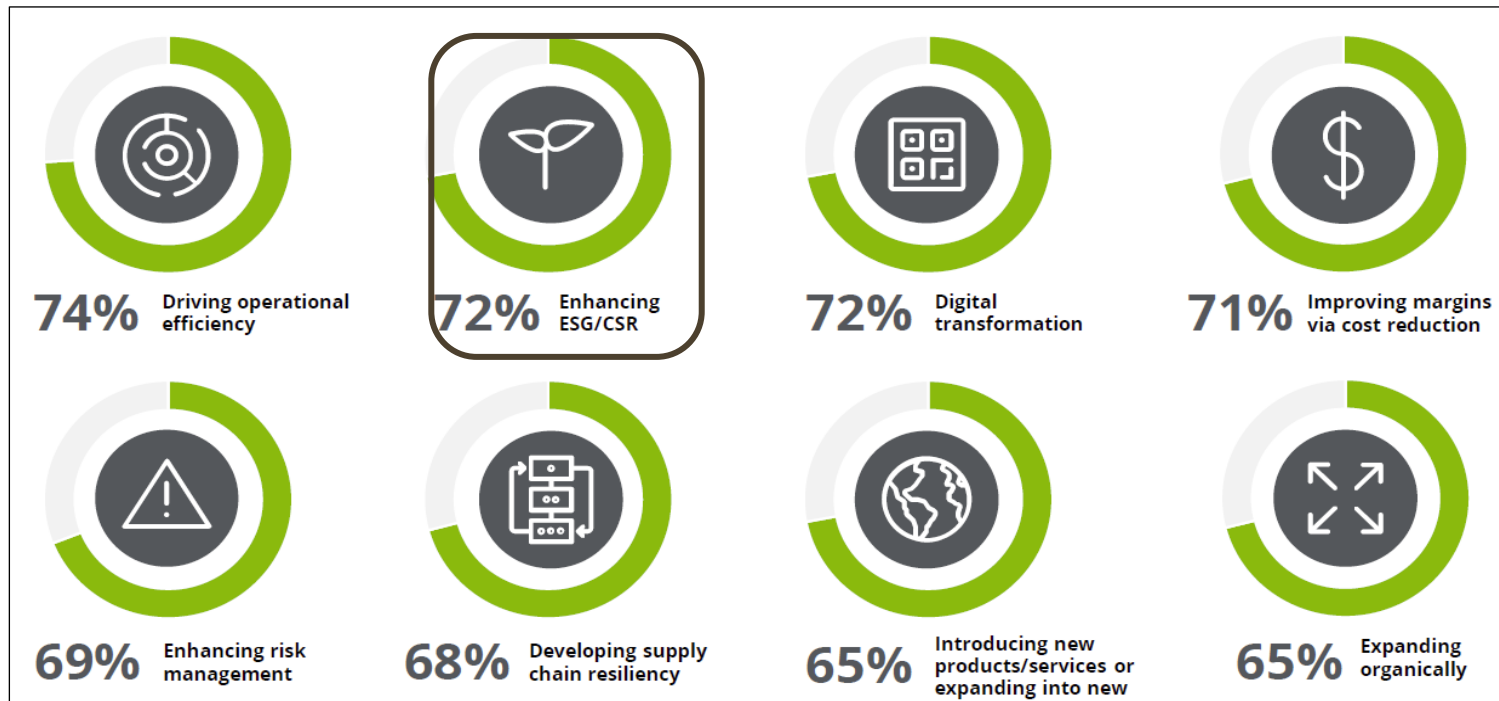 74% Driving operational
efficiency
72% Enhancing
ESG/CSR
72% Digital
transformation
71% Improving margins
via cost reduction
69% Enhancing risk
management
68% Developing supply
chain resiliency
65% Introducing new
products/services or
expanding into new
65% Expanding
organically